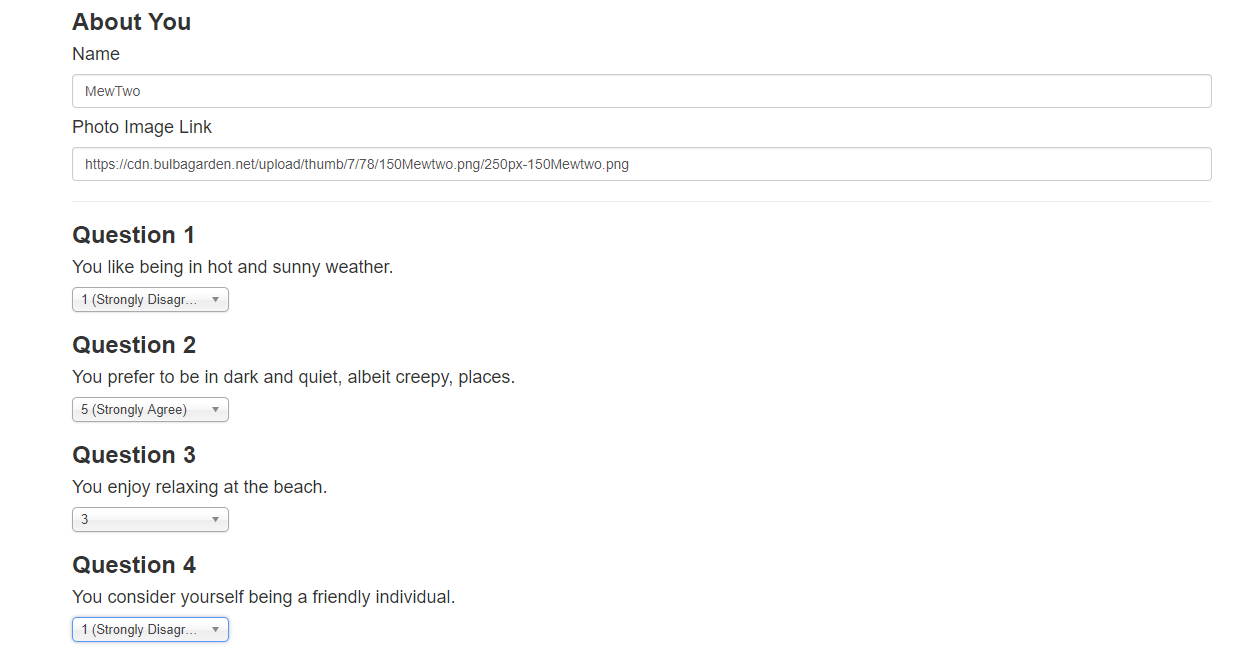 About You
Name
MewTwo
Photo Image Link
https://cdn.bulbagarden.net/upload/thumb/7/78/150Mewtwo.png/250px-150Mewtwo.png
Question 1
You like being in hot and sunny weather.
1 (Strongly Disagr...
Question 2
You prefer to be in dark and quiet, albeit creepy, places.
5 (Strongly Agree)
Question 3
You enjoy relaxing at the beach.
3
Question 4
You consider yourself being a friendly individual.
1 (Strongly Disagr...